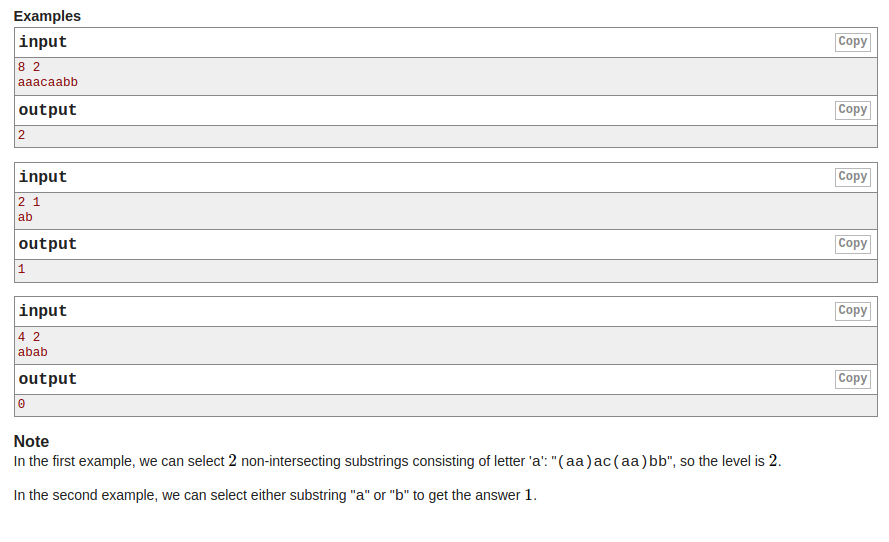 Examples
input
Copy
8 2
aaacaabb
output
Copy
2
input
Copy
2 1
ab
output
Copy
1
input
Copy
4 2
abab
output
Copy
0
Note
In the first example, we can select 2 non-intersecting substrings consisting of letter 'a': "(aa)ac(aa)bb", so the level is 2.
In the second example, we can select either substring "a" or "b" to get the answer 1.